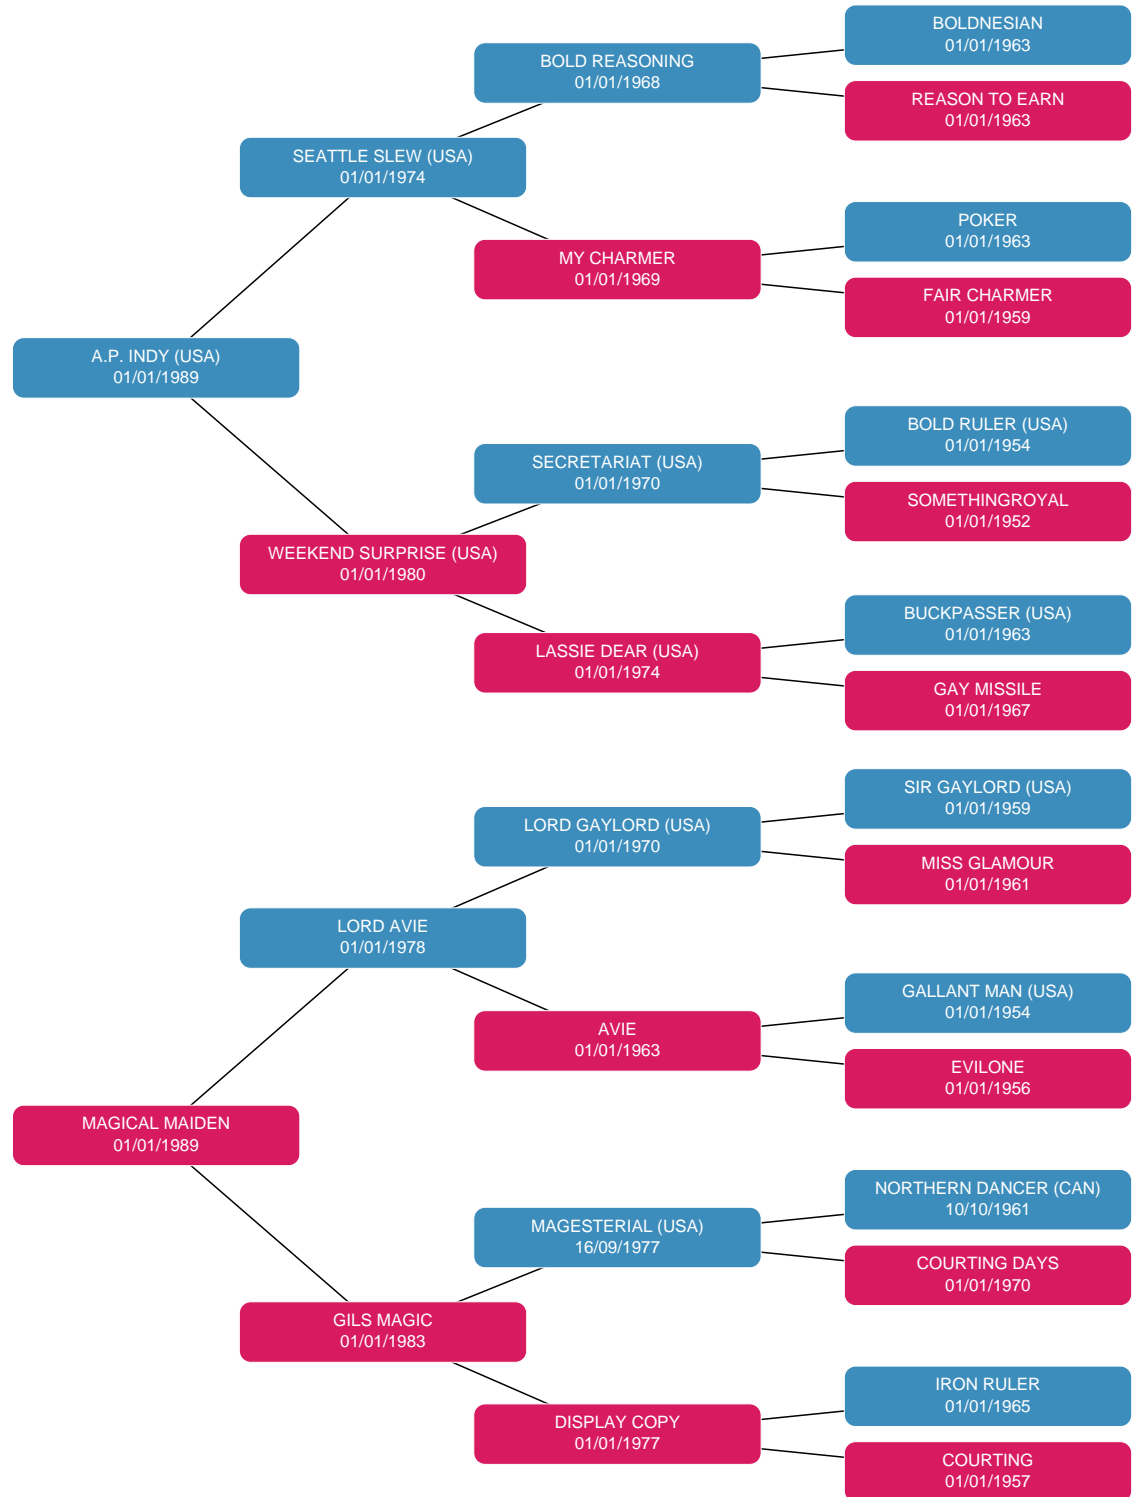 BOLDNESIAN
01/01/1963
BOLD REASONING
01/01/1968
REASON TO EARN
01/01/1963
SEATTLE SLEW (USA)
01/01/1974
POKER
01/01/1963
MY CHARMER
01/01/1969
FAIR CHARMER
01/01/1959
A.P. INDY (USA)
01/01/1989
BOLD RULER (USA)
01/01/1954
SECRETARIAT (USA)
01/01/1970
SOMETHINGROYAL
01/01/1952
WEEKEND SURPRISE (USA)
01/01/1980
BUCKPASSER (USA)
01/01/1963
LASSIE DEAR (USA)
01/01/1974
GAY MISSILE
01/01/1967
SIR GAYLORD (USA)
01/01/1959
LORD GAYLORD (USA)
01/01/1970
MISS GLAMOUR
01/01/1961
LORD AVIE
01/01/1978
GALLANT MAN (USA)
01/01/1954
AVIE
01/01/1963
EVILONE
01/01/1956
MAGICAL MAIDEN
01/01/1989
NORTHERN DANCER (CAN)
10/10/1961
MAGESTERIAL (USA)
16/09/1977
COURTING DAYS
01/01/1970
GILS MAGIC
01/01/1983
IRON RULER
01/01/1965
DISPLAY COPY
01/01/1977
COURTING
01/01/1957